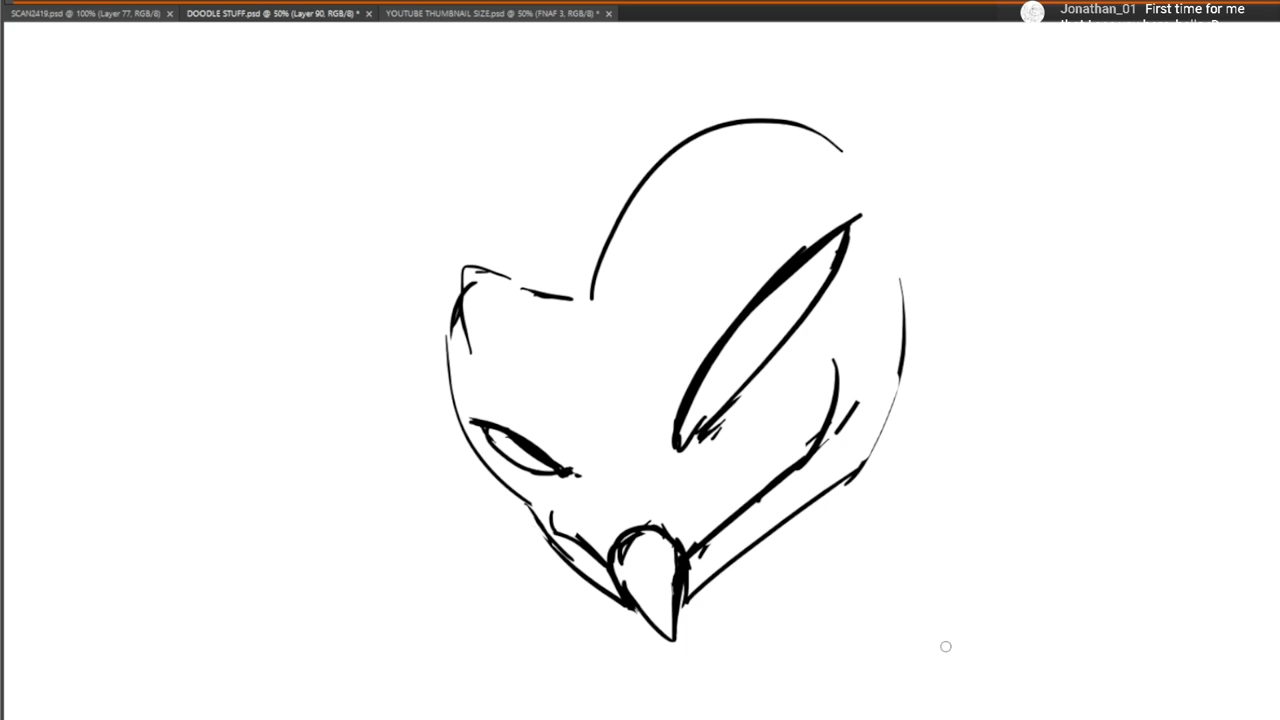 SCAN2419.psd @ 100% (Layer 77, RGB/8)
DOODLE STUFF.psd @ 50% (Layer 90, RGB/8) *
YOUTUBE THUMBNAIL SIZE.psd @ 50% (FNAF 3, RGB/8) *
Jonathan_01 First time for me